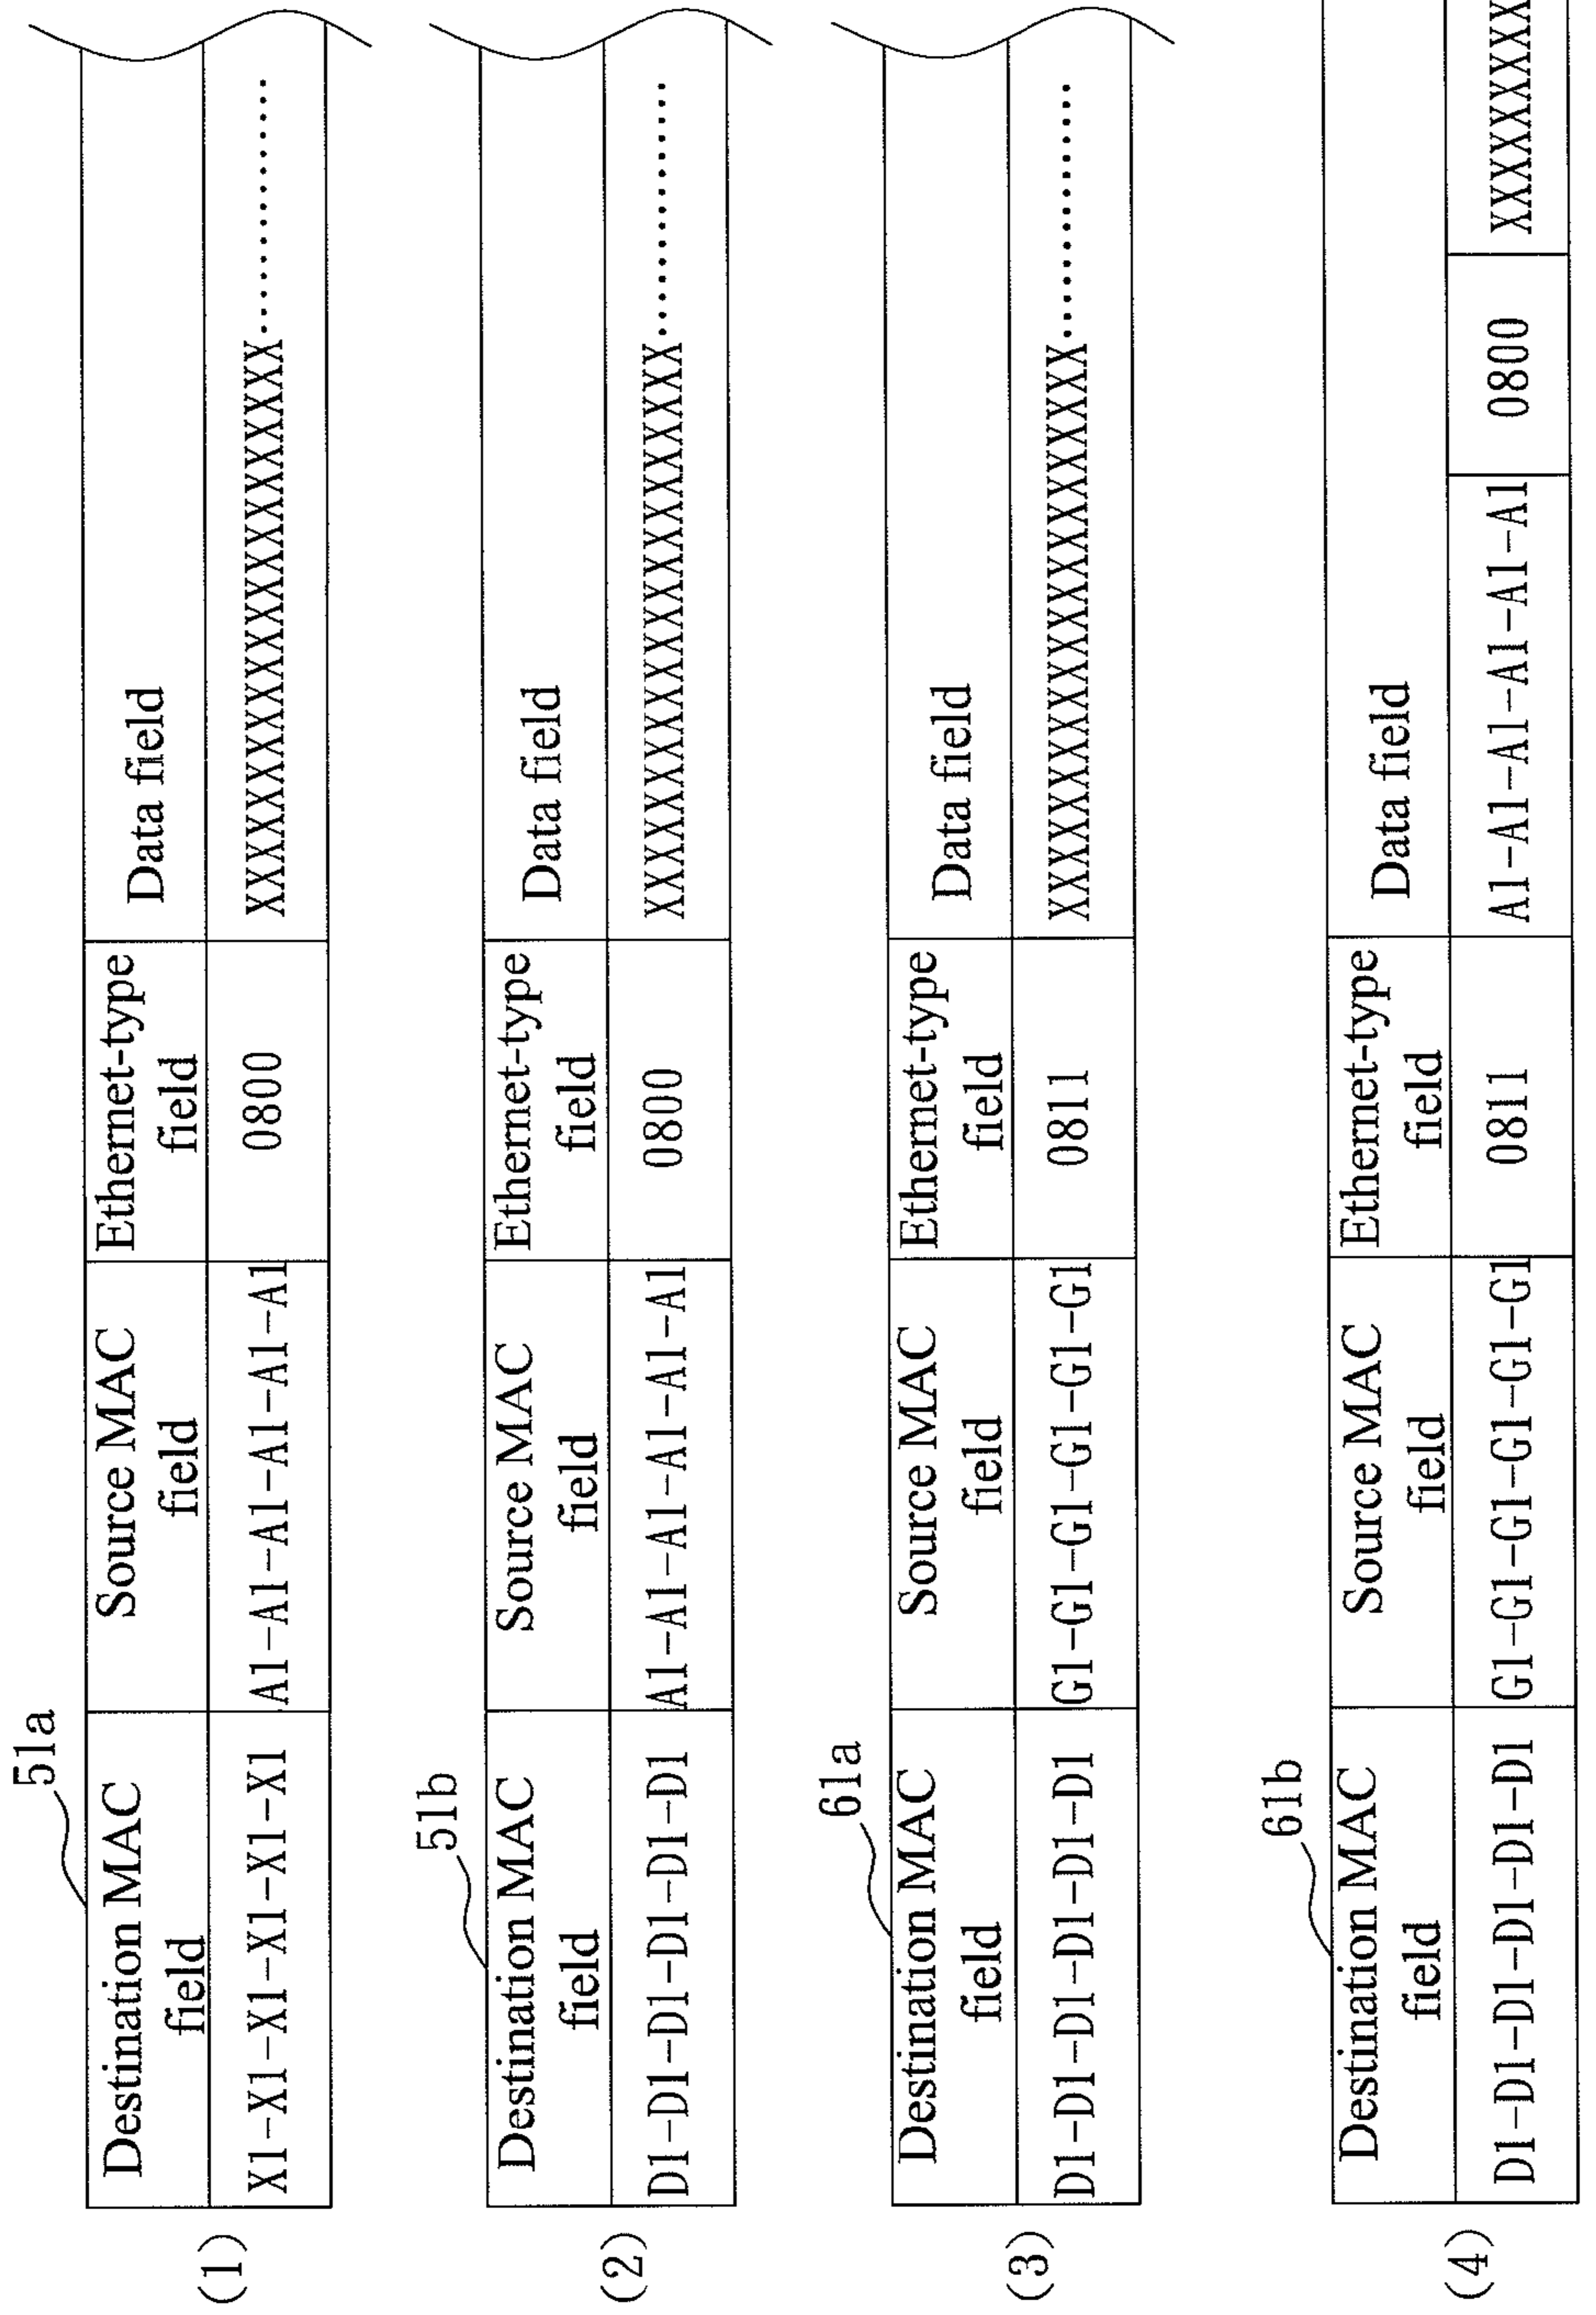 51a
Destination MAC field
Source MAC field
Ethernet-type field
Data field
(1)
X1-X1-X1-X1-X1-X1
A1-A1-A1-A1-A1-A1
0800
XXXXXXXXXXXXXXXXXXXXXX··············
51b
Destination MAC field
Source MAC field
Ethernet-type field
Data field
(2)
D1-D1-D1-D1-D1-D1
A1-A1-A1-A1-A1-A1
0800
XXXXXXXXXXXXXXXXXXXXXX··············
61a
Destination MAC field
Source MAC field
Ethernet-type field
Data field
(3)
D1-D1-D1-D1-D1-D1
G1-G1-G1-G1-G1-G1
0811
XXXXXXXXXXXXXXXXXXXXXX··············
61b
Destination MAC field
Source MAC field
Ethernet-type field
Data field
(4)
D1-D1-D1-D1-D1-D1
G1-G1-G1-G1-G1-G1
0811
A1-A1-A1-A1-A1-A1
0800
XXXXXXXXX